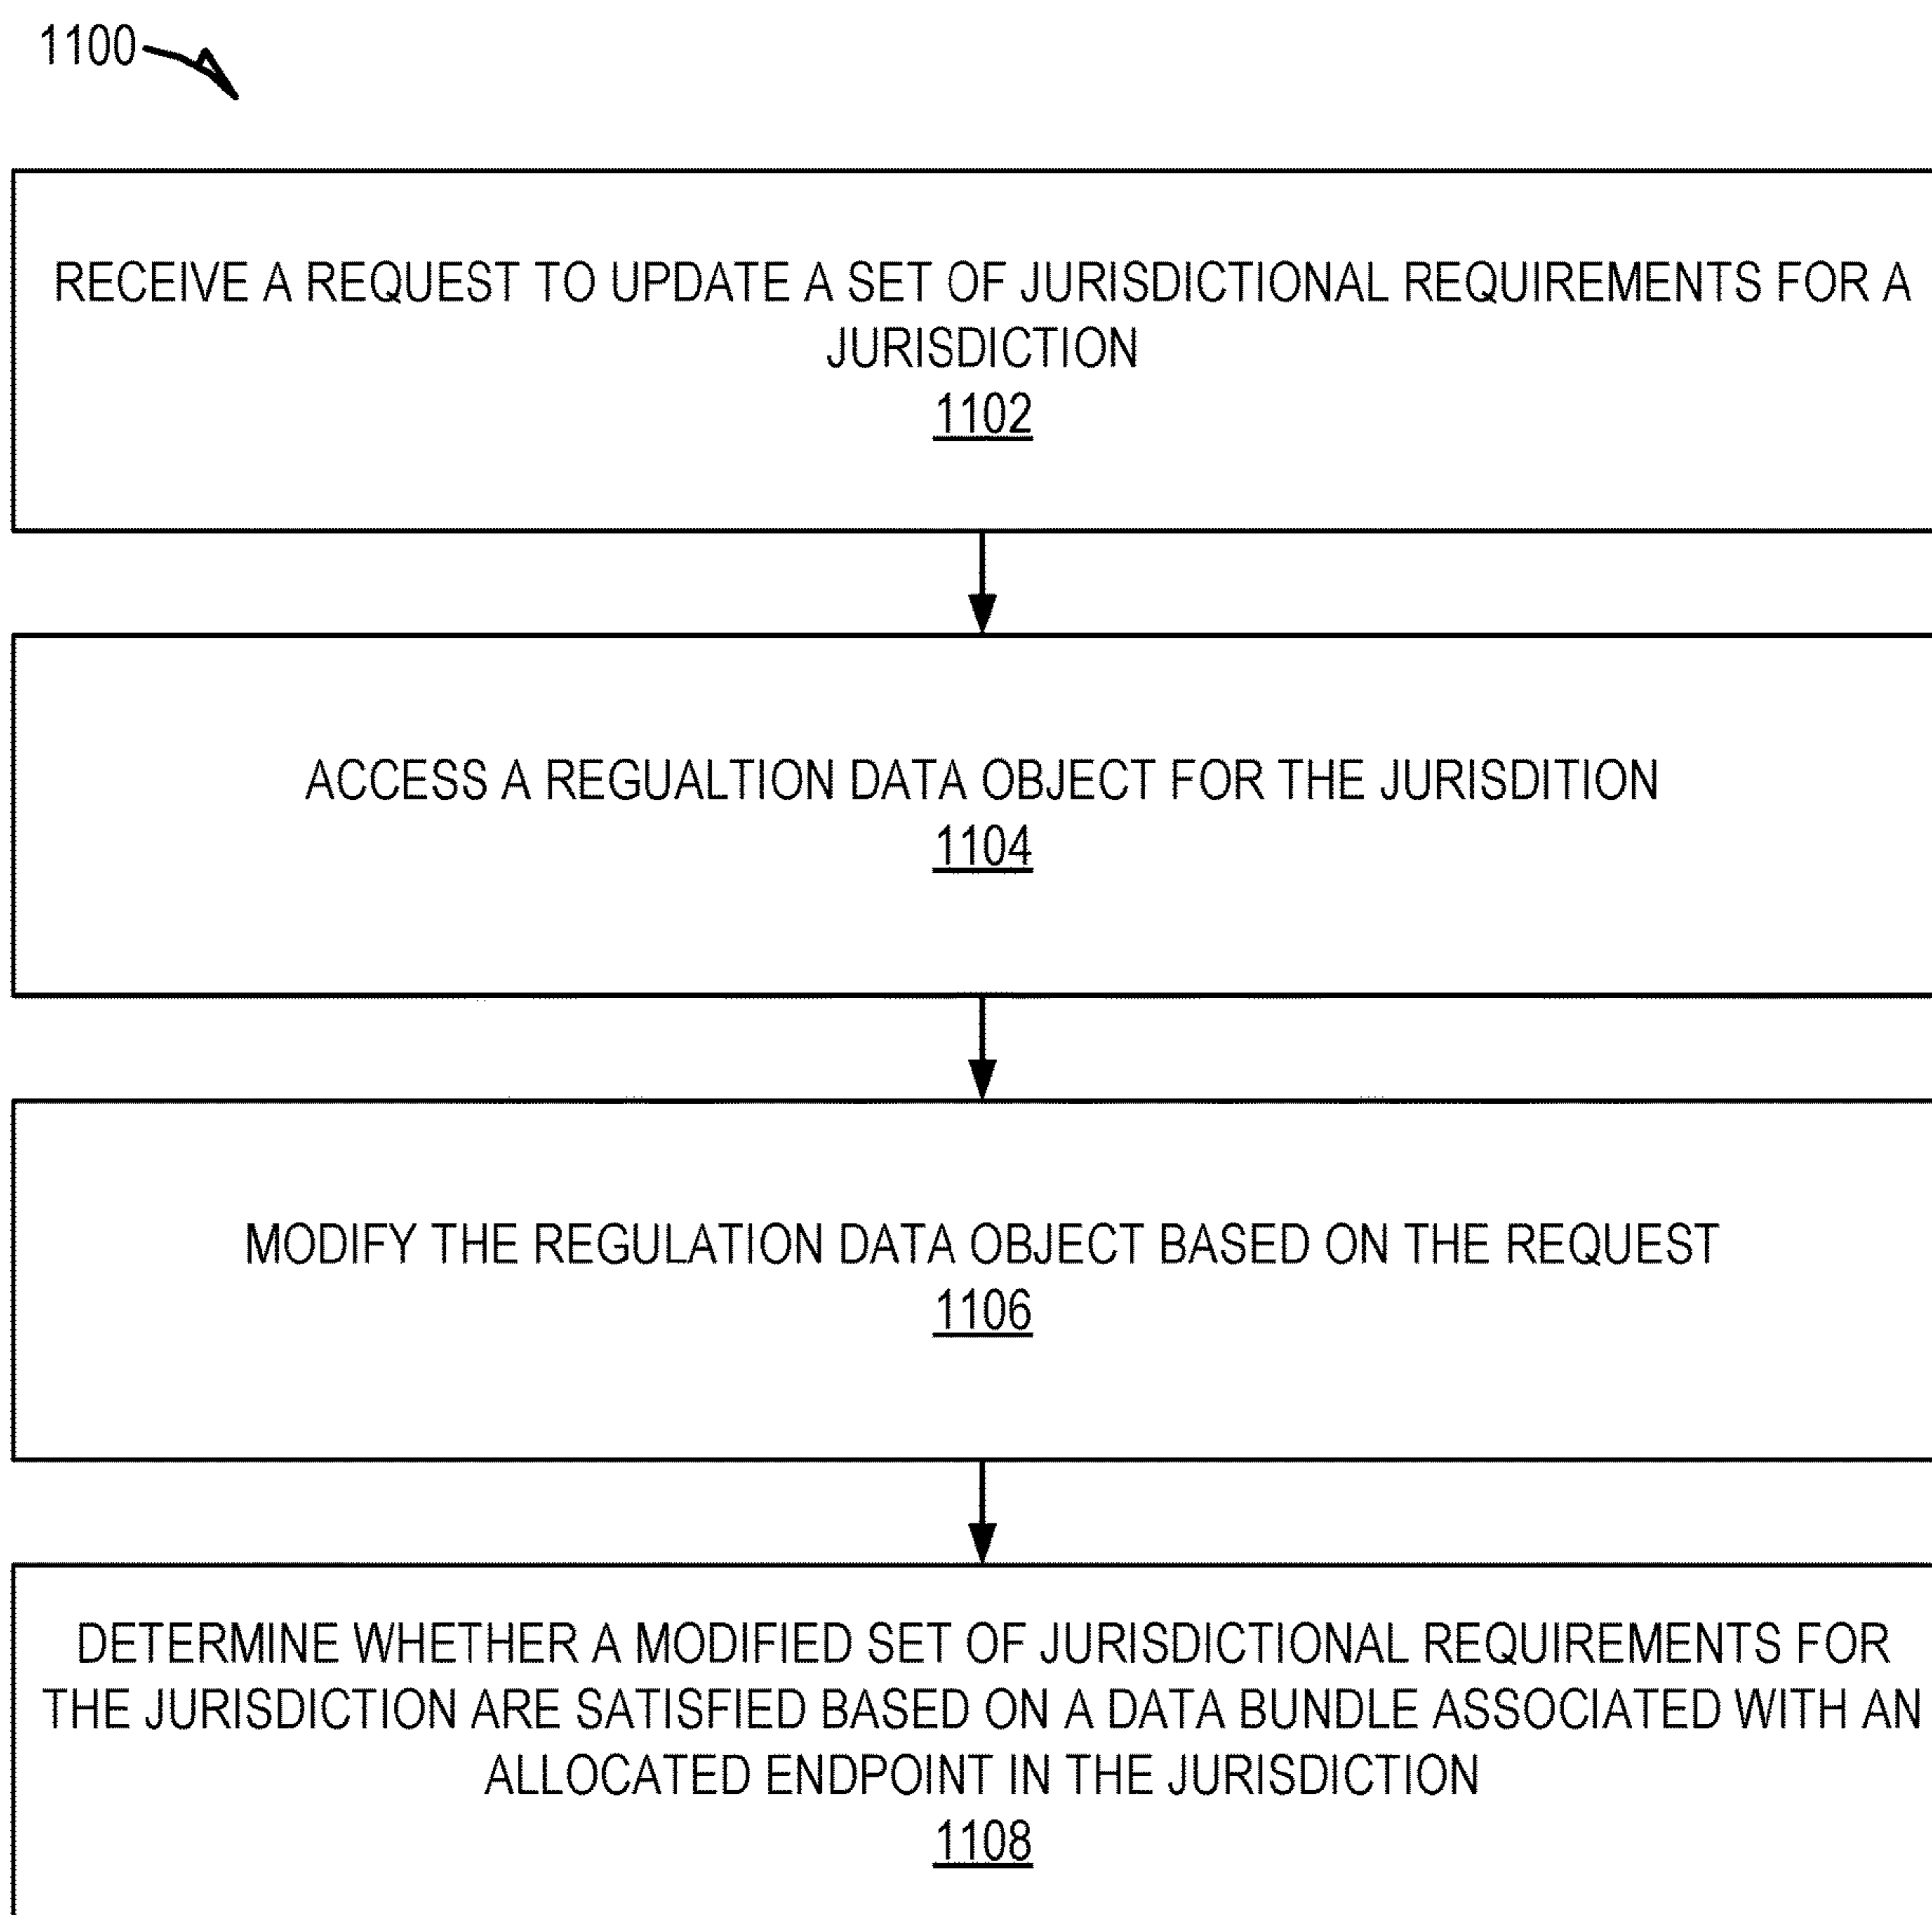 1100
RECEIVE A REQUEST TO UPDATE A SET OF JURISDICTIONAL REQUIREMENTS FOR A
JURISDICTION
1102
ACCESS A REGUALTION DATA OBJECT FOR THE JURISDITION
1104
MODIFY THE REGULATION DATA OBJECT BASED ON THE REQUEST
1106
DETERMINE WHETHER A MODIFIED SET OF JURISDICTIONAL REQUIREMENTS FOR
THE JURISDICTION ARE SATISFIED BASED ON A DATA BUNDLE ASSOCIATED WITH AN
ALLOCATED ENDPOINT IN THE JURISDICTION
1108